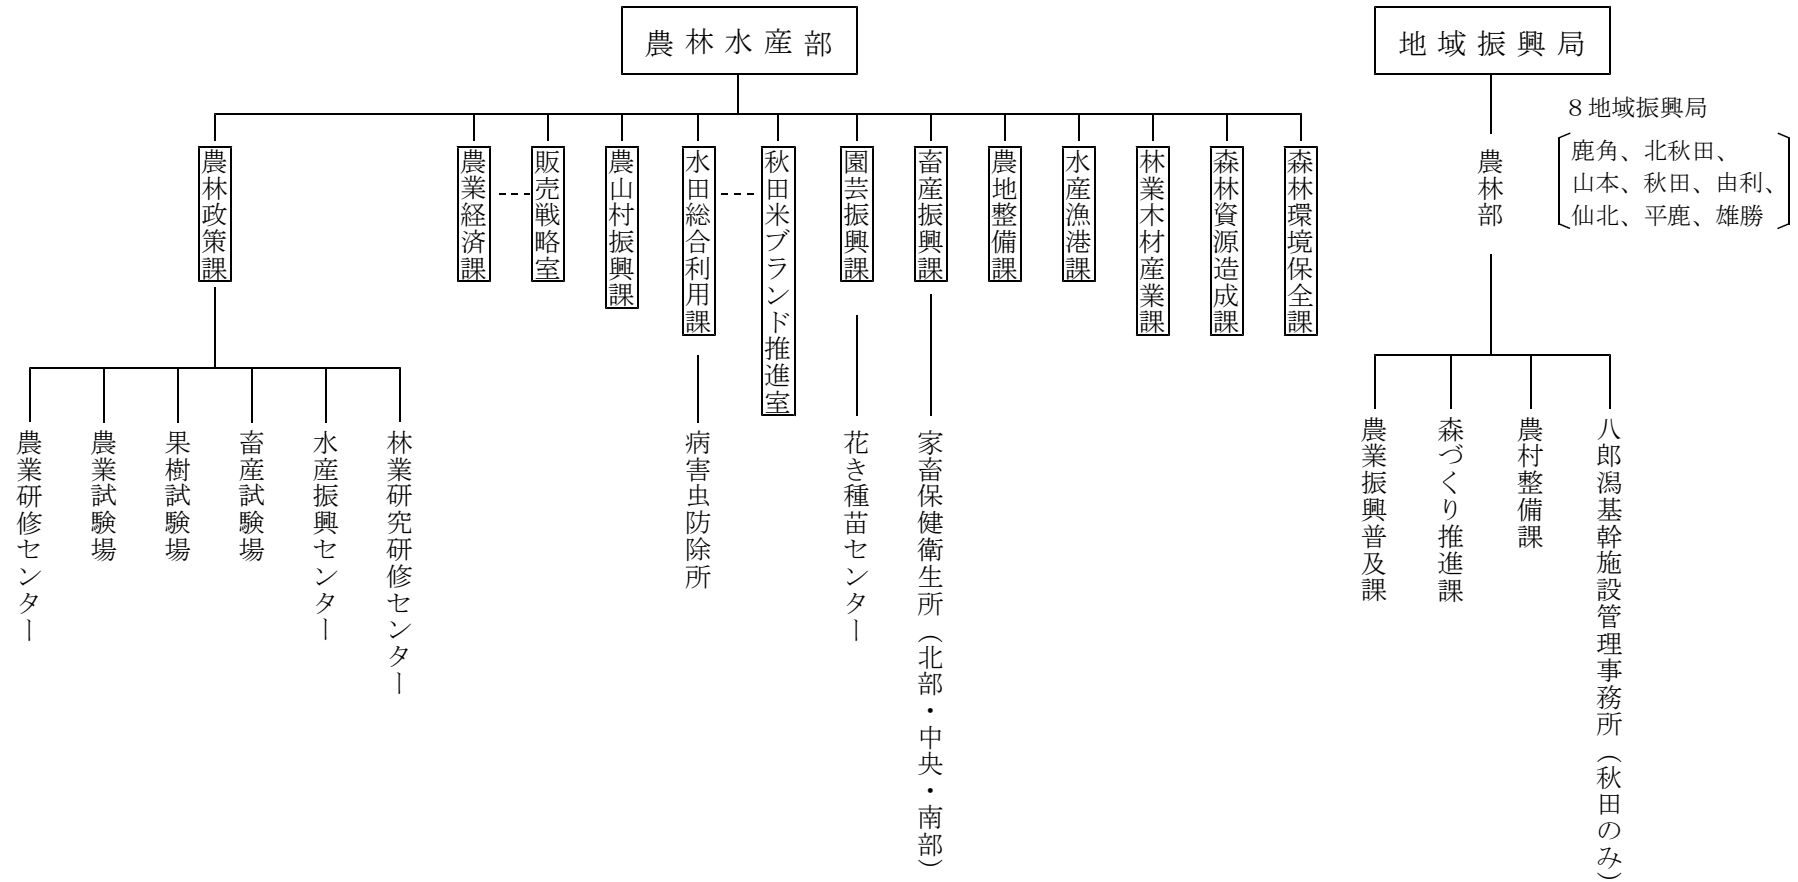 農林水産部
地域振興局
８地域振興局
鹿角、北秋田、
山本、秋田、由利、
仙北、平鹿、雄勝
農林政策課
農業経済課
販売戦略室
農山村振興課
水田総合利用課
秋田米ブランド推進室
園芸振興課
畜産振興課
農地整備課
水産漁港課
林業木材産業課
森林資源造成課
森林環境保全課
農林部
農業研修センター
農業試験場
果樹試験場
畜産試験場
水産振興センター
林業研究研修センター
病害虫防除所
花き種苗センター
家畜保健衛生所（北部・中央・南部）
農業振興普及課
森づくり推進課
農村整備課
八郎潟基幹施設管理事務所（秋田のみ）